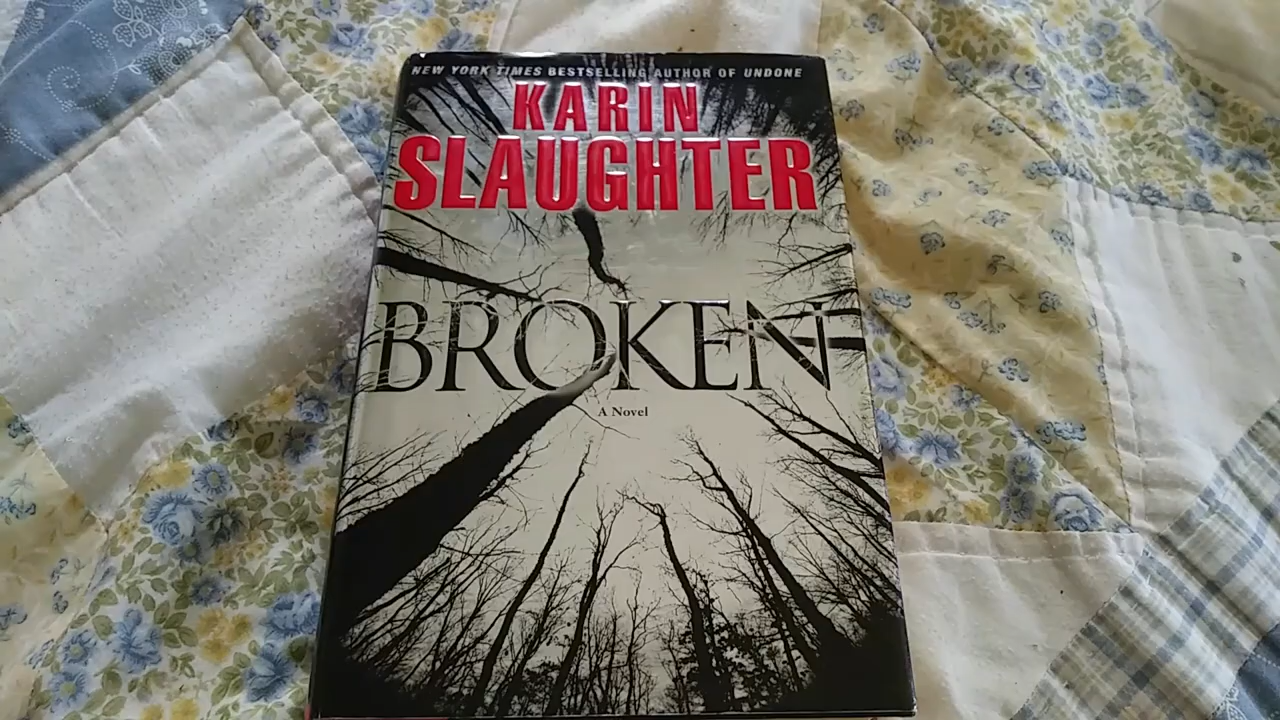 NEW YORK TIMES BESTSELLING AUTHOR OF UNDONE
KARIN
SLAUGHTER
BROKEN
A Novel